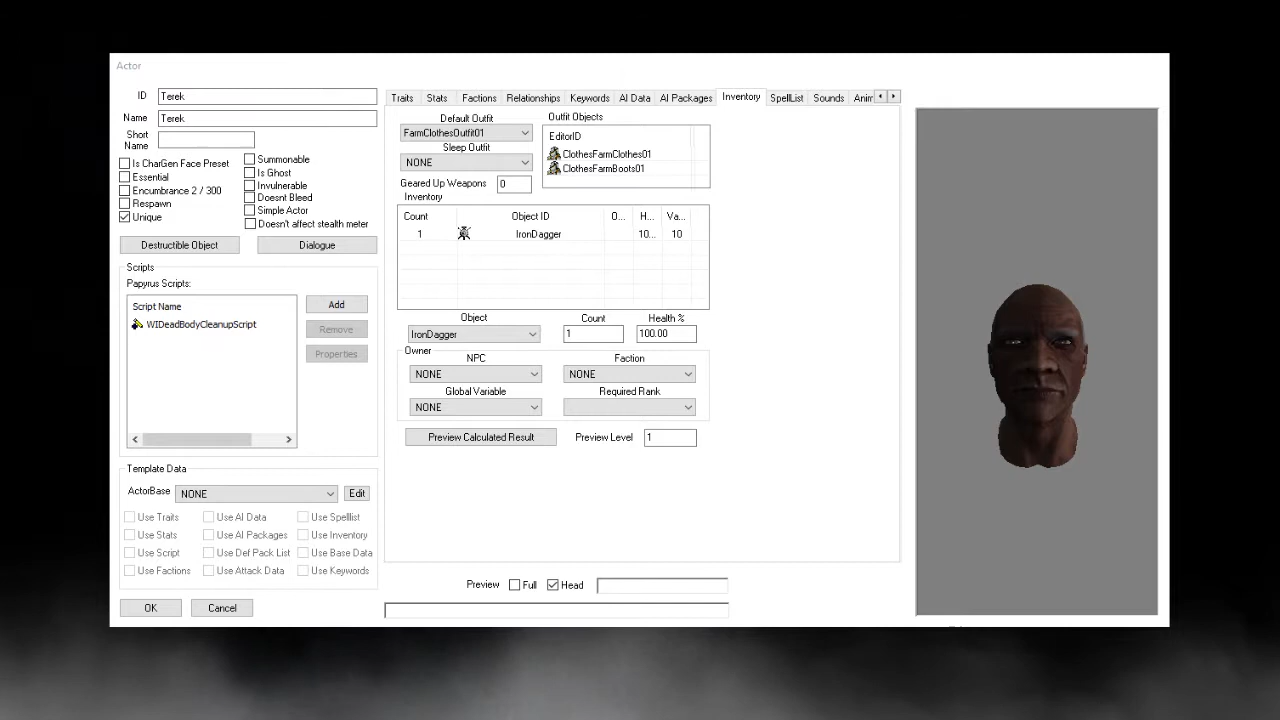 Actor
ID Terek
Name Terek
Short Name
Is CharGen Face Preset
Essential
Encumbrance 2 / 300
Respawn
Unique
Summonable
Is Ghost
Invulnerable
Doesnt Bleed
Simple Actor
Doesn't affect stealth meter
Destructible Object Dialogue
Scripts
Papyrus Scripts:
Script Name
WIDeadBodyCleanupScript
Add
Remove
Properties
Template Data
ActorBase NONE Edit
Use Traits Use AI Data Use Spelllist
Use Stats Use AI Packages Use Inventory
Use Script Use Def Pack List Use Base Data
Use Factions Use Attack Data Use Keywords
OK Cancel
Traits Stats Factions Relationships Keywords AI Data AI Packages Inventory SpellList Sounds Anim
Default Outfit
FarmClothesOutfit01
Sleep Outfit
NONE
Geared Up Weapons 0
Outfit Objects
EditorID
ClothesFarmClothes01
ClothesFarmBoots01
Inventory
Count Object ID O... H... Va...
1 IronDagger 10... 10
Object Count Health %
IronDagger 1 100.00
Owner
NPC Faction
NONE NONE
Global Variable Required Rank
NONE
Preview Calculated Result Preview Level 1
Preview Full Head